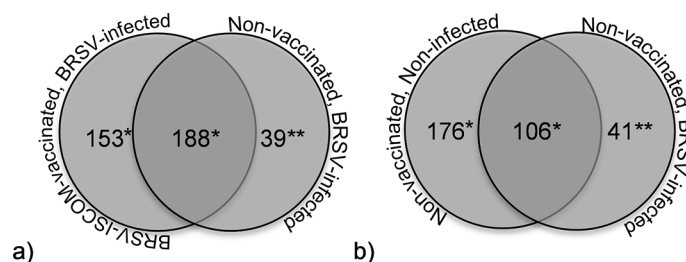 BRSV-ISCOM-vaccinated, BRSV-infected
Non-vaccinated, BRSV-infected
153*
188*
39**
a)
Non-vaccinated, Non-infected
Non-vaccinated, BRSV-infected
176*
106*
41**
b)